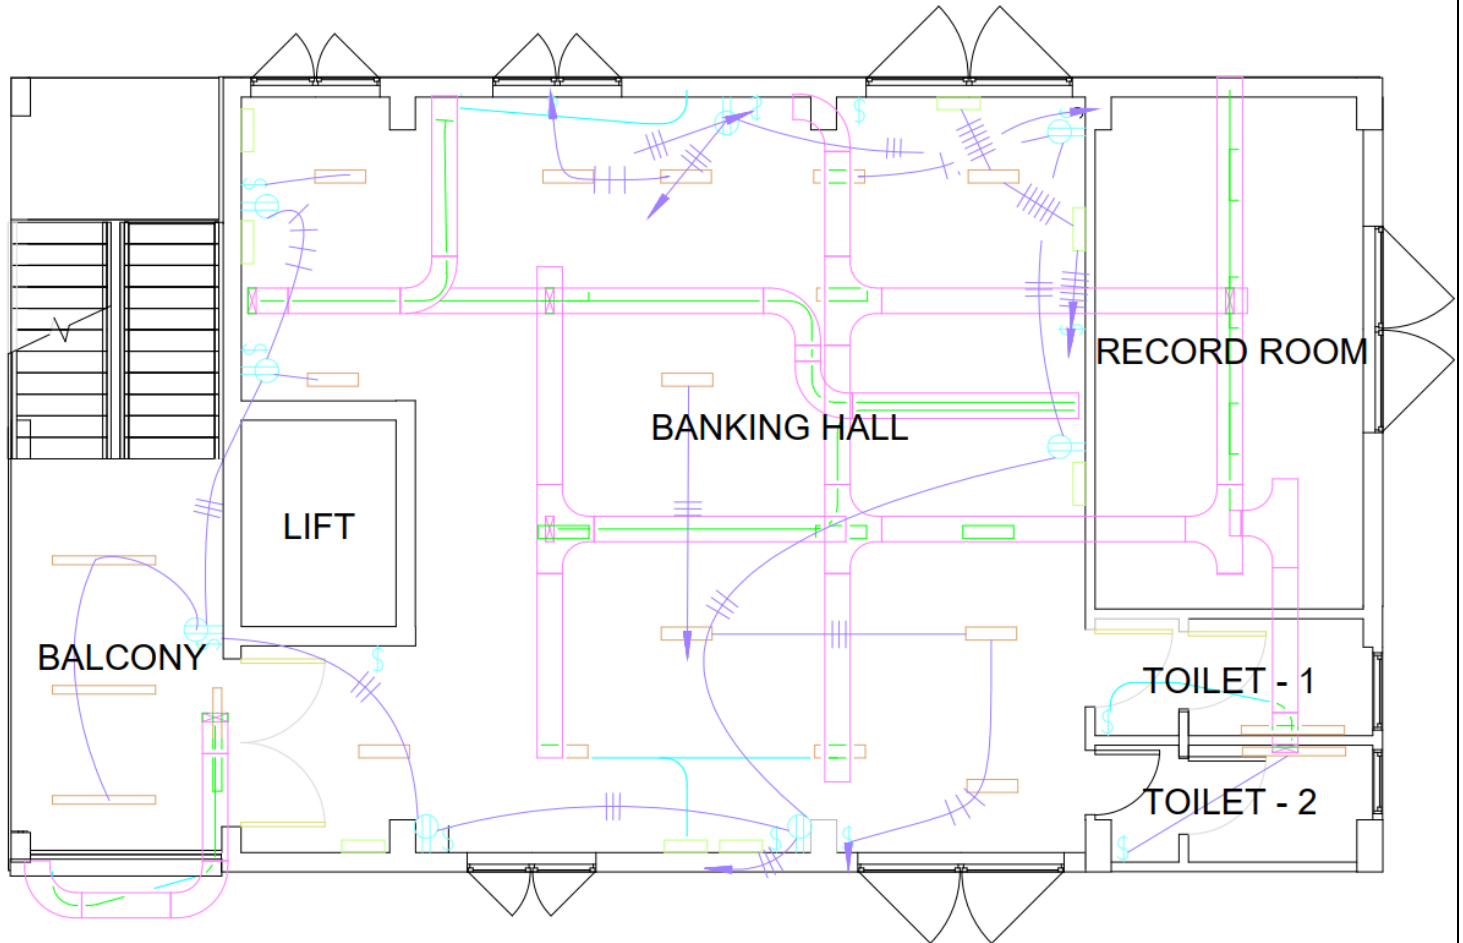 RECORD ROOM
BANKING HALL
LIFT
BALCONY
TOILET - 1
TOILET - 2